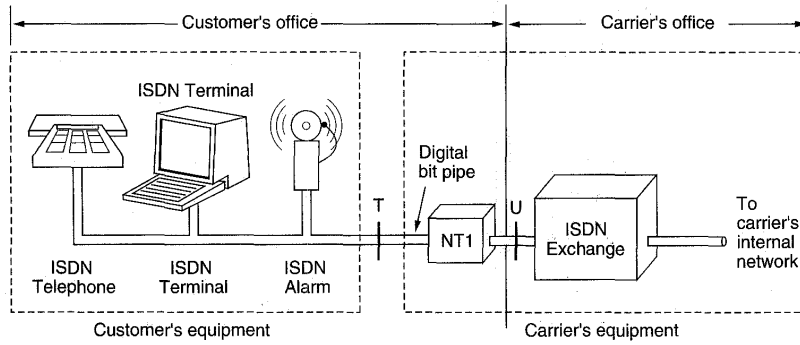 Customer's office
Carrier's office
ISDN Terminal
Digital
bit pipe
T
U
NT1
ISDN
Exchange
To
carrier's
internal
network
ISDN
Telephone
ISDN
Terminal
ISDN
Alarm
Customer's equipment
Carrier's equipment